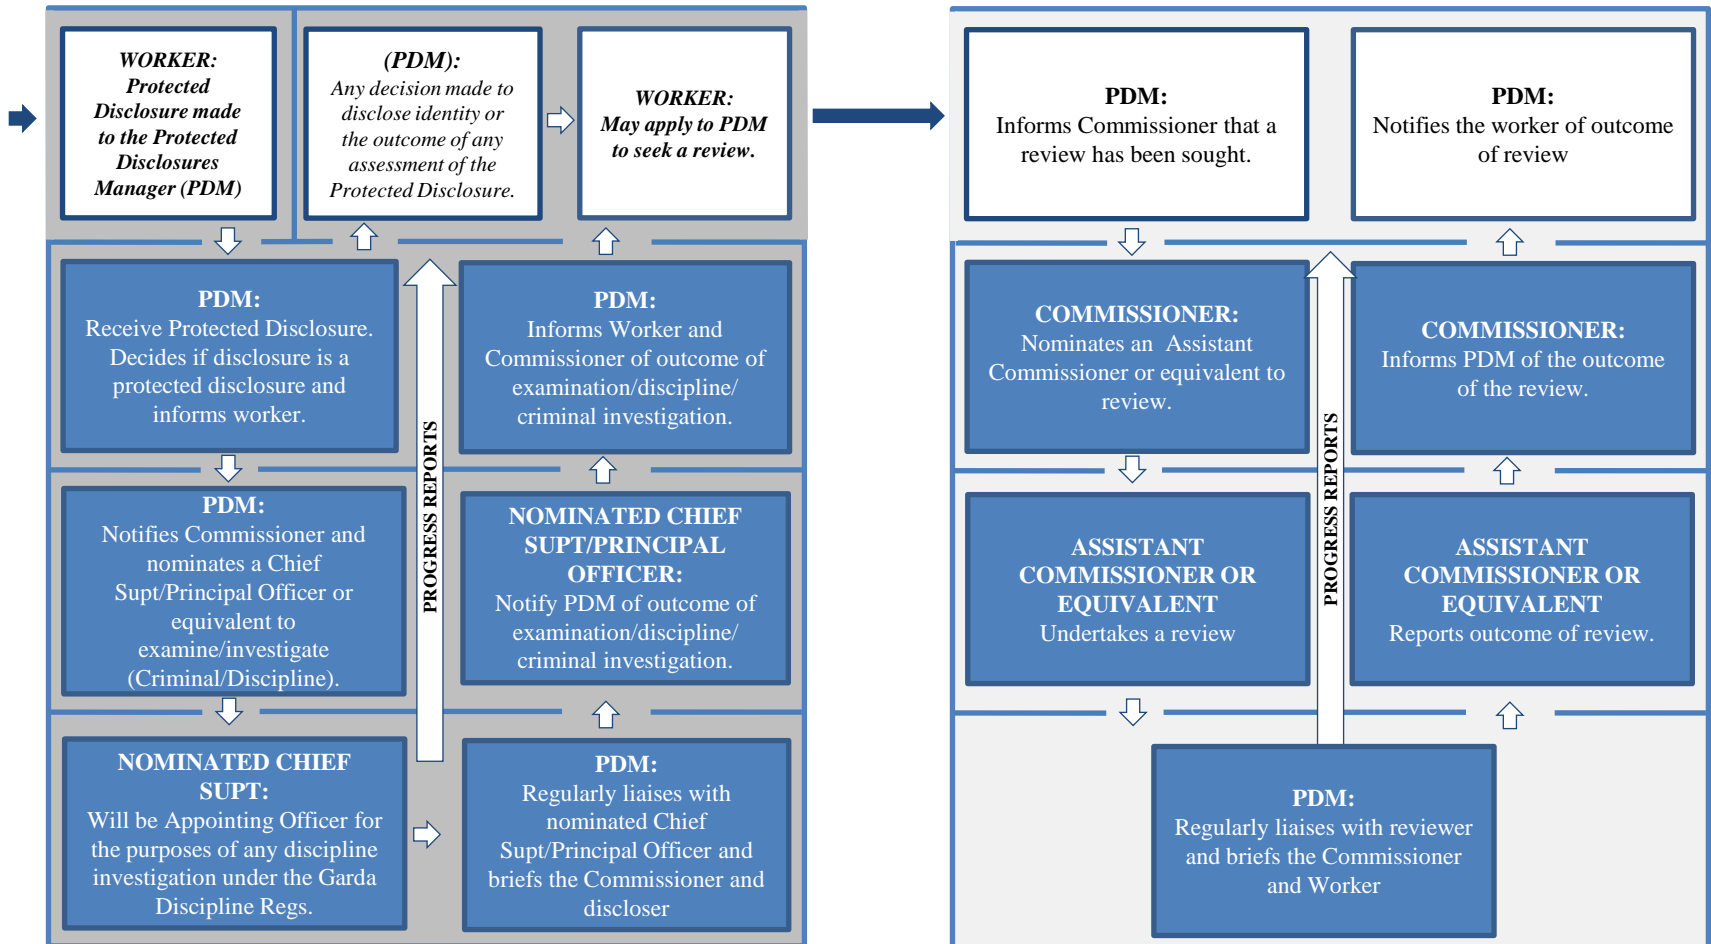 WORKER:
Protected
Disclosure made
to the Protected
Disclosures
Manager (PDM)
(PDM):
Any decision made to
disclose identity or
the outcome of any
assessment of the
Protected Disclosure.
WORKER:
May apply to PDM
to seek a review.
PDM:
Receive Protected Disclosure.
Decides if disclosure is a
protected disclosure and
informs worker.
PDM:
Informs Worker and
Commissioner of outcome of
examination/discipline/
criminal investigation.
PDM:
Notifies Commissioner and
nominates a Chief
Supt/Principal Officer or
equivalent to
examine/investigate
(Criminal/Discipline).
NOMINATED CHIEF
SUPT/PRINCIPAL
OFFICER:
Notify PDM of outcome of
examination/discipline/
criminal investigation.
NOMINATED CHIEF
SUPT:
Will be Appointing Officer for
the purposes of any discipline
investigation under the Garda
Discipline Regs.
PDM:
Regularly liaises with
nominated Chief
Supt/Principal Officer and
briefs the Commissioner and
discloser
PROGRESS REPORTS
PDM:
Informs Commissioner that a
review has been sought.
PDM:
Notifies the worker of outcome
of review
COMMISSIONER:
Nominates an Assistant
Commissioner or equivalent to
review.
COMMISSIONER:
Informs PDM of the outcome
of the review.
ASSISTANT
COMMISSIONER OR
EQUIVALENT
Undertakes a review
ASSISTANT
COMMISSIONER OR
EQUIVALENT
Reports outcome of review.
PDM:
Regularly liaises with reviewer
and briefs the Commissioner
and Worker
PROGRESS REPORTS